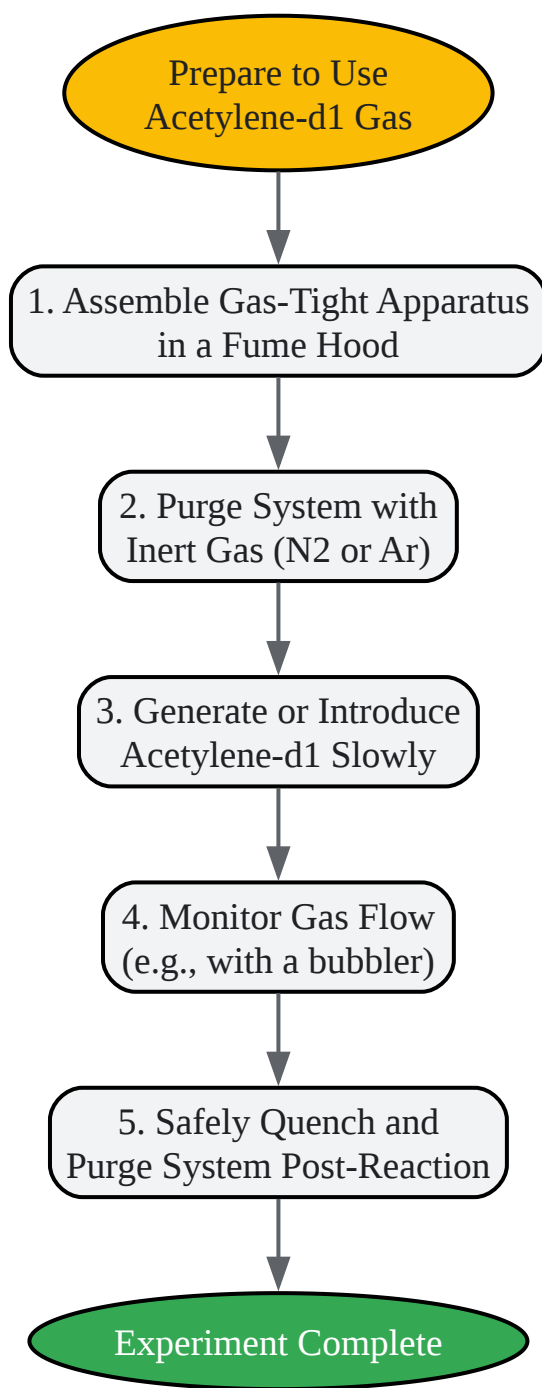 Prepare to Use
Acetylene-d1 Gas
1. Assemble Gas-Tight Apparatus
in a Fume Hood
2. Purge System with
Inert Gas (N2 or Ar)
3. Generate or Introduce
Acetylene-d1 Slowly
4. Monitor Gas Flow
(e.g., with a bubbler)
5. Safely Quench and
Purge System Post-Reaction
Experiment Complete